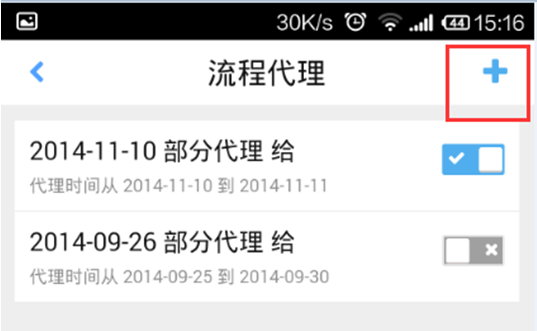 30K/s 44 15:16
流程代理
2014-11-10 部分代理 给
代理时间从 2014-11-10 到 2014-11-11
2014-09-26 部分代理 给
代理时间从 2014-09-25 到 2014-09-30